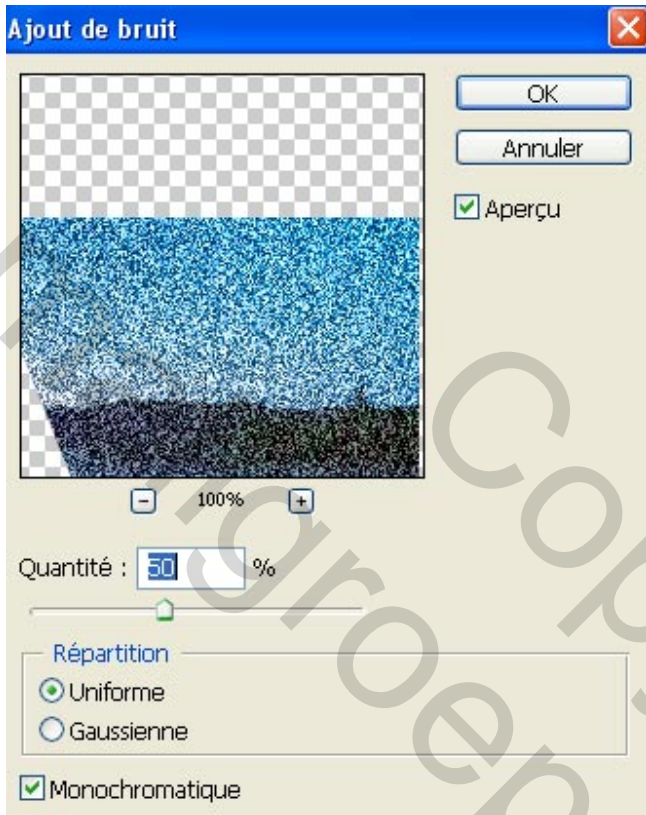 Ajout de bruit
OK
Annuler
Aperçu
100%
Quantité : 50 %
Répartition
Uniforme
Gaussienne
Monochromatique